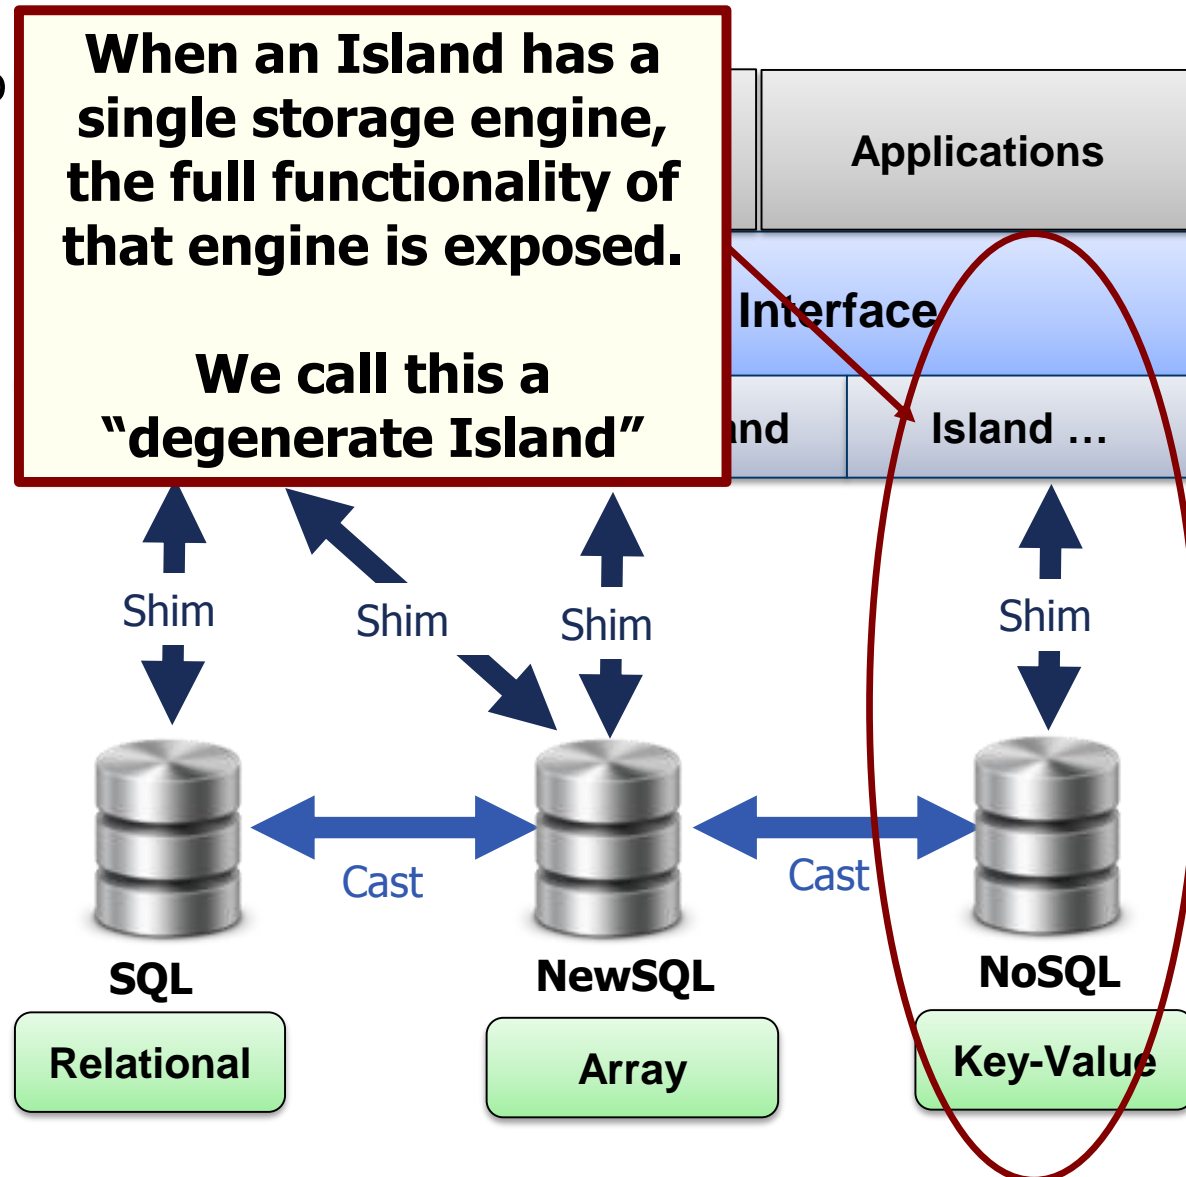 When an Island has a
single storage engine,
the full functionality of
that engine is exposed.
We call this a
“degenerate Island”
Applications
Interface
Island …
Shim
Shim
Shim
Shim
Cast
Cast
SQL
NewSQL
NoSQL
Relational
Array
Key-Value